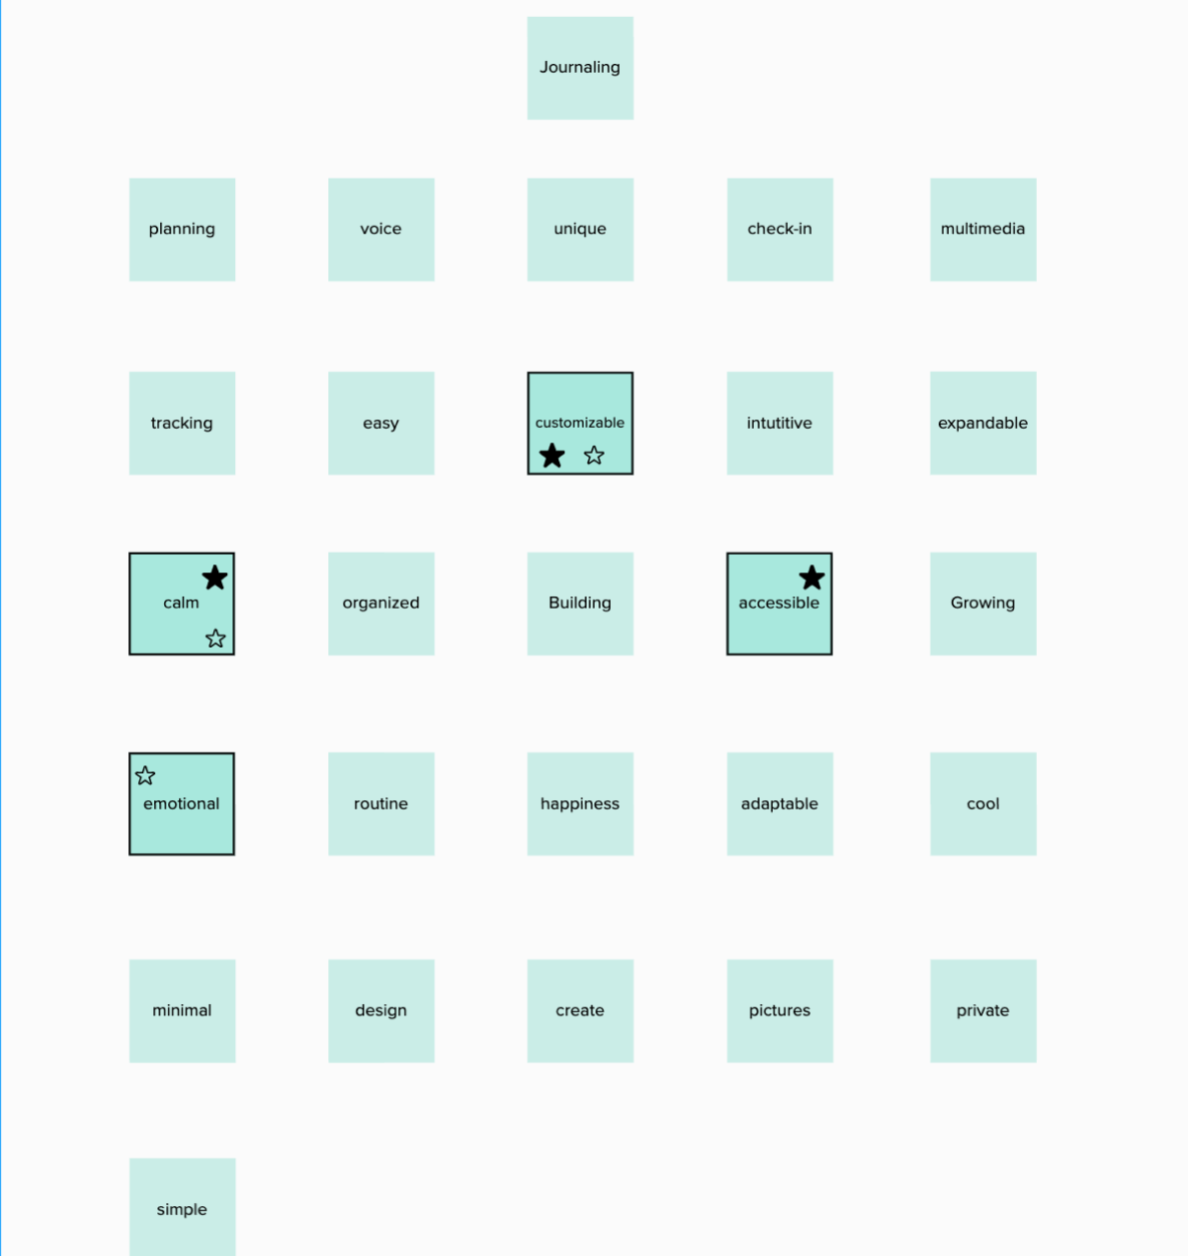 Journaling
planning
voice
unique
check-in
multimedia
tracking
easy
customizable
intutitive
expandable
calm
organized
Building
accessible
Growing
emotional
routine
happiness
adaptable
cool
minimal
design
create
pictures
private
simple